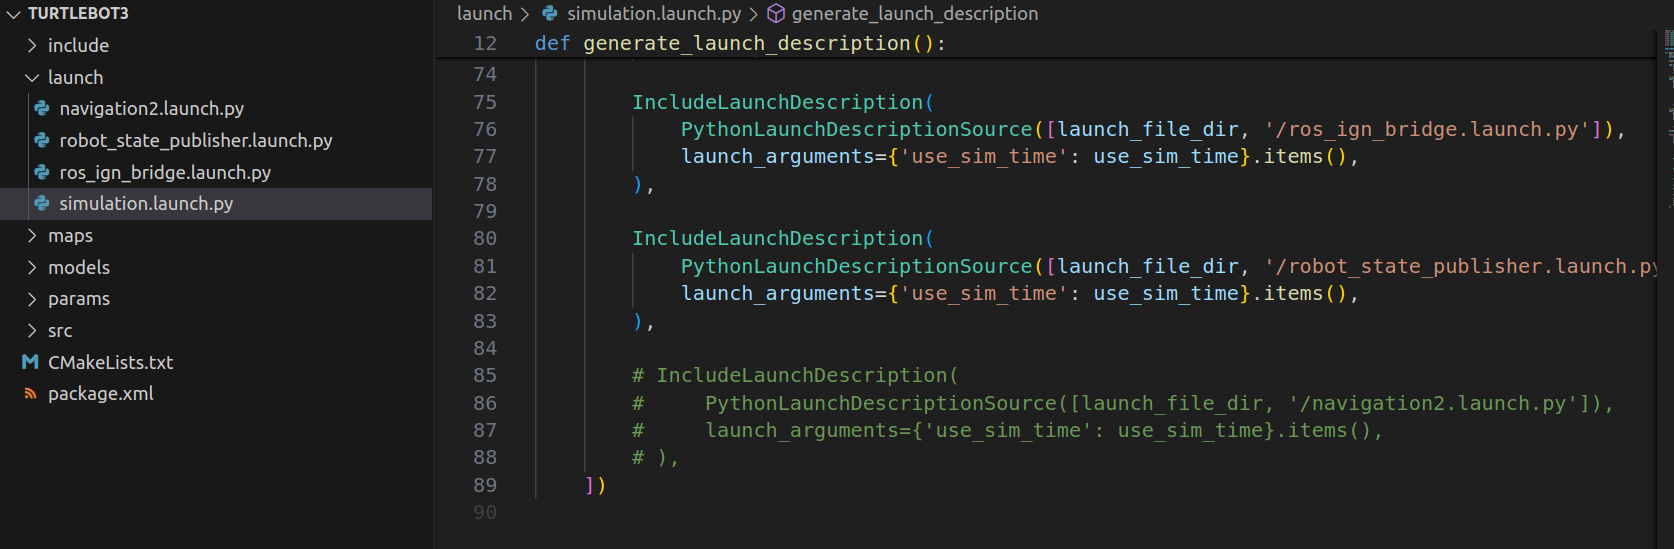 TURTLEBOT3
include
launch
navigation2.launch.py
robot_state_publisher.launch.py
ros_ign_bridge.launch.py
simulation.launch.py
maps
models
params
src
CMakeLists.txt
package.xml
launch > simulation.launch.py > generate_launch_description
12 def generate_launch_description():
74
75 IncludeLaunchDescription(
76 PythonLaunchDescriptionSource([launch_file_dir, '/ros_ign_bridge.launch.py']),
77 launch_arguments={'use_sim_time': use_sim_time}.items(),
78 ),
79
80 IncludeLaunchDescription(
81 PythonLaunchDescriptionSource([launch_file_dir, '/robot_state_publisher.launch.py
82 launch_arguments={'use_sim_time': use_sim_time}.items(),
83 ),
84
85 # IncludeLaunchDescription(
86 #     PythonLaunchDescriptionSource([launch_file_dir, '/navigation2.launch.py']),
87 #     launch_arguments={'use_sim_time': use_sim_time}.items(),
88 # ),
89 ])
90